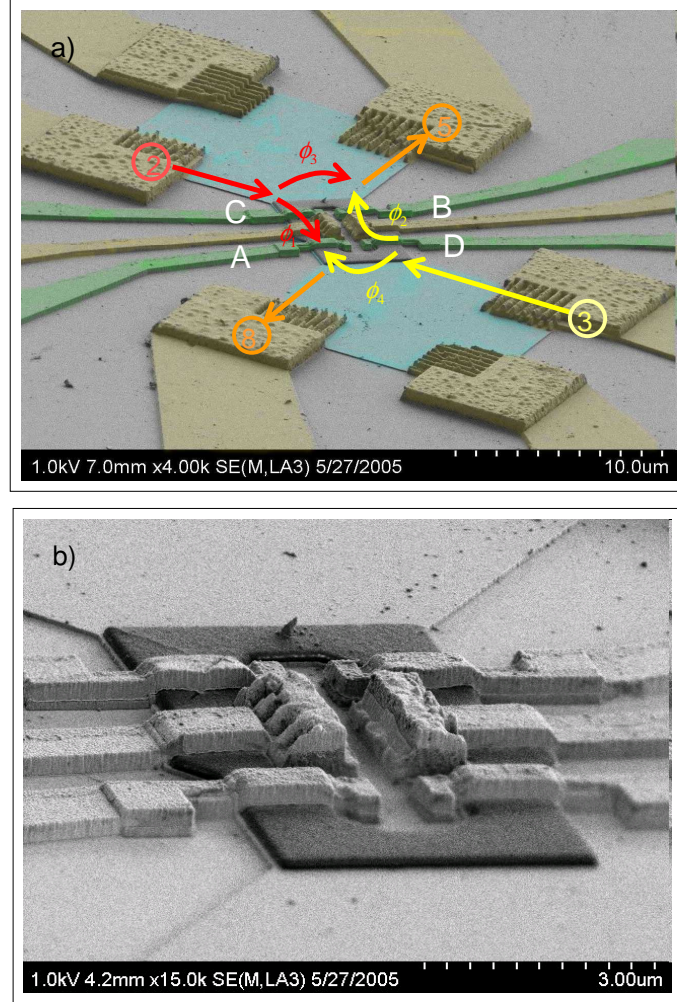 a)
2
ϕ3
5
C
B
ϕ1
ϕ2
A
D
ϕ4
8
3
1.0kV 7.0mm x4.00k SE(M,LA3) 5/27/2005 10.0um
b)
1.0kV 4.2mm x15.0k SE(M,LA3) 5/27/2005 3.00um